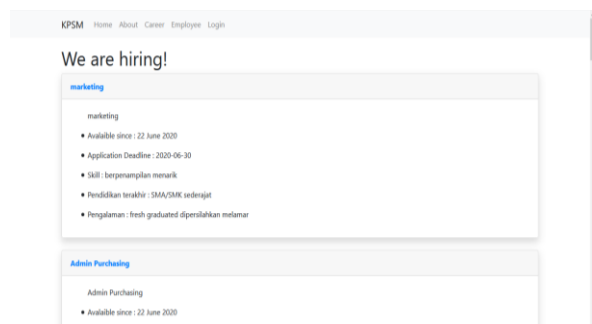 KPSM Home About Career Employee Login
We are hiring!
marketing
marketing
• Avalaible since : 22 June 2020
• Application Deadline : 2020-06-30
• Skill : berpenampilan menarik
• Pendidikan terakhir : SMA/SMK sederajat
• Pengalaman : fresh graduated dipersilahkan melamar
Admin Purchasing
Admin Purchasing
• Avalaible since : 22 June 2020